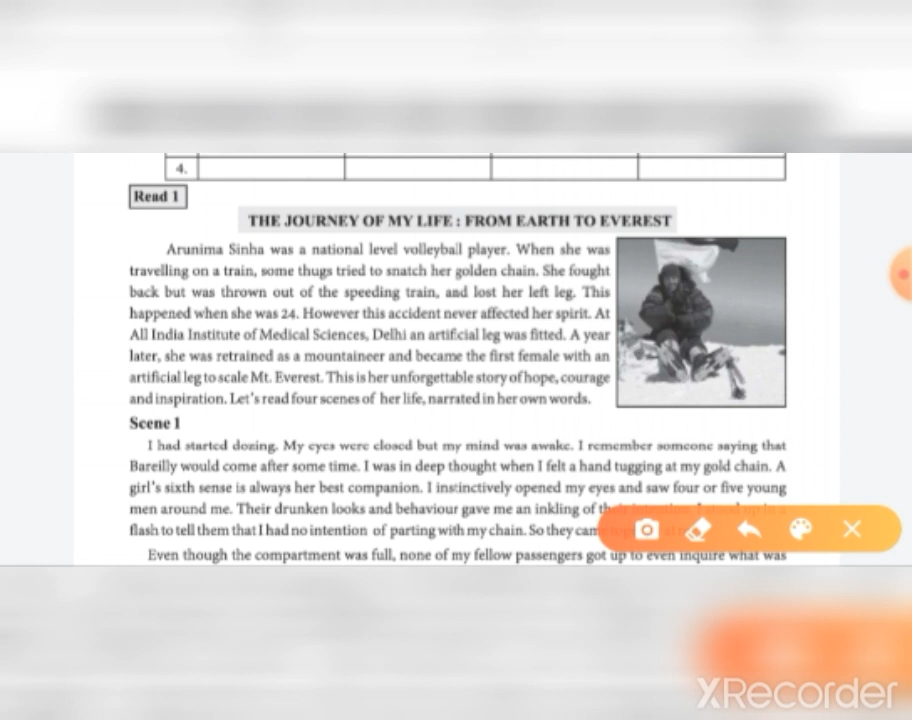 4.
Read 1
THE JOURNEY OF MY LIFE : FROM EARTH TO EVEREST
Arunima Sinha was a national level volleyball player. When she was
travelling on a train, some thugs tried to snatch her golden chain. She fought
back but was thrown out of the speeding train, and lost her left leg. This
happened when she was 24. However this accident never affected her spirit. At
All India Institute of Medical Sciences, Delhi an artificial leg was fitted. A year
later, she was retrained as a mountaineer and became the first female with an
artificial leg to scale Mt. Everest. This is her unforgettable story of hope, courage
and inspiration. Let's read four scenes of her life, narrated in her own words.
Scene 1
I had started dozing. My eyes were closed but my mind was awake. I remember someone saying that
Bareilly would come after some time. I was in deep thought when I felt a hand tugging at my gold chain. A
girl's sixth sense is always her best companion. I instinctively opened my eyes and saw four or five young
men around me. Their drunken looks and behaviour gave me an inkling of their intention. I stood up in a
flash to tell them that I had no intention of parting with my chain. So they came
Even though the compartment was full, none of my fellow passengers got up to even inquire what was
XRecorder